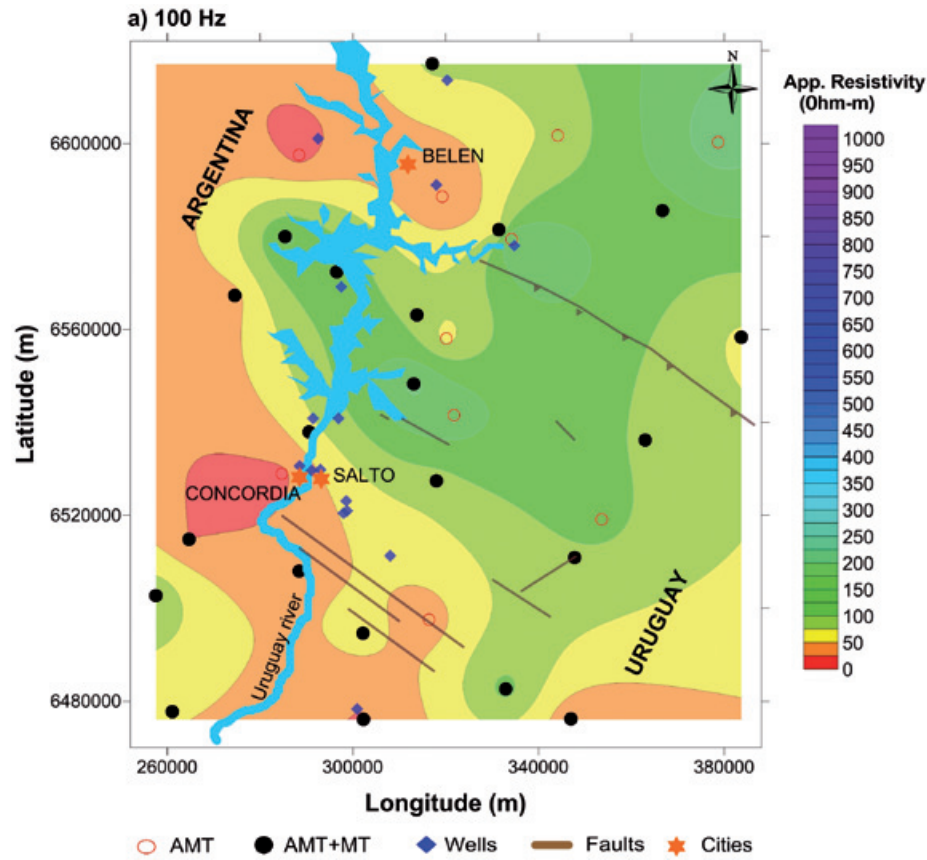 a) 100 Hz
N
App. Resistivity
(Ohm-m)
1000
950
900
850
800
750
700
650
600
550
500
450
400
350
300
250
200
150
100
50
0
6600000
6560000
6520000
6480000
Latitude (m)
ARGENTINA
BELEN
CONCORDIA
SALTO
Uruguay river
URUGUAY
260000 300000 340000 380000
Longitude (m)
AMT AMT+MT Wells Faults Cities